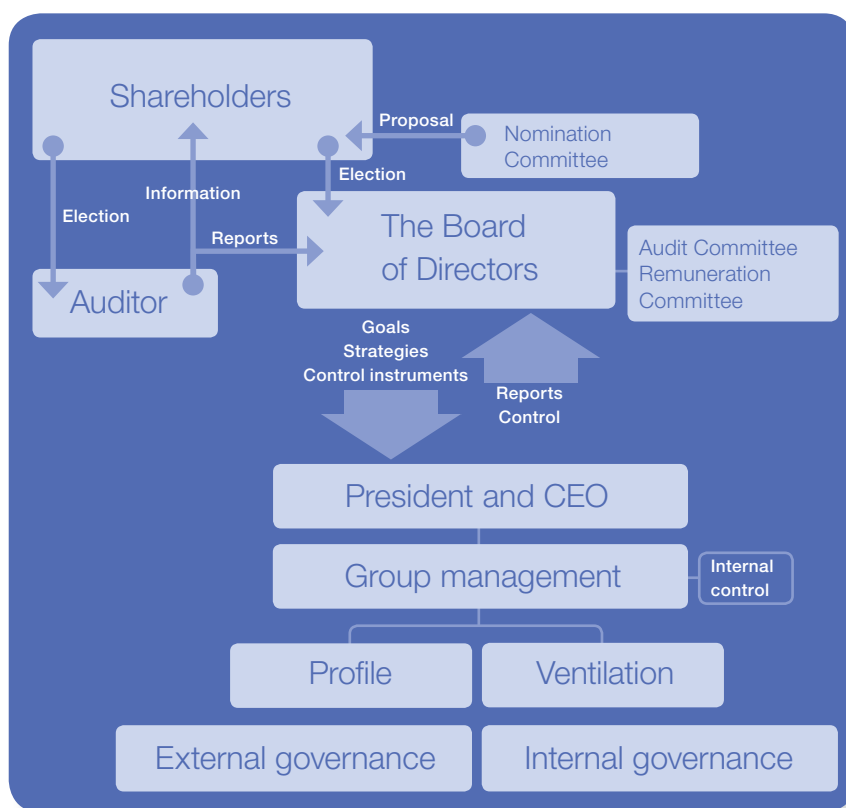 Shareholders
Proposal
Nomination
Committee
Election
Information
Election
Reports
The Board
of Directors
Audit Committee
Remuneration
Committee
Auditor
Goals
Strategies
Control instruments
Reports
Control
President and CEO
Group management
Internal
control
Profile
Ventilation
External governance
Internal governance